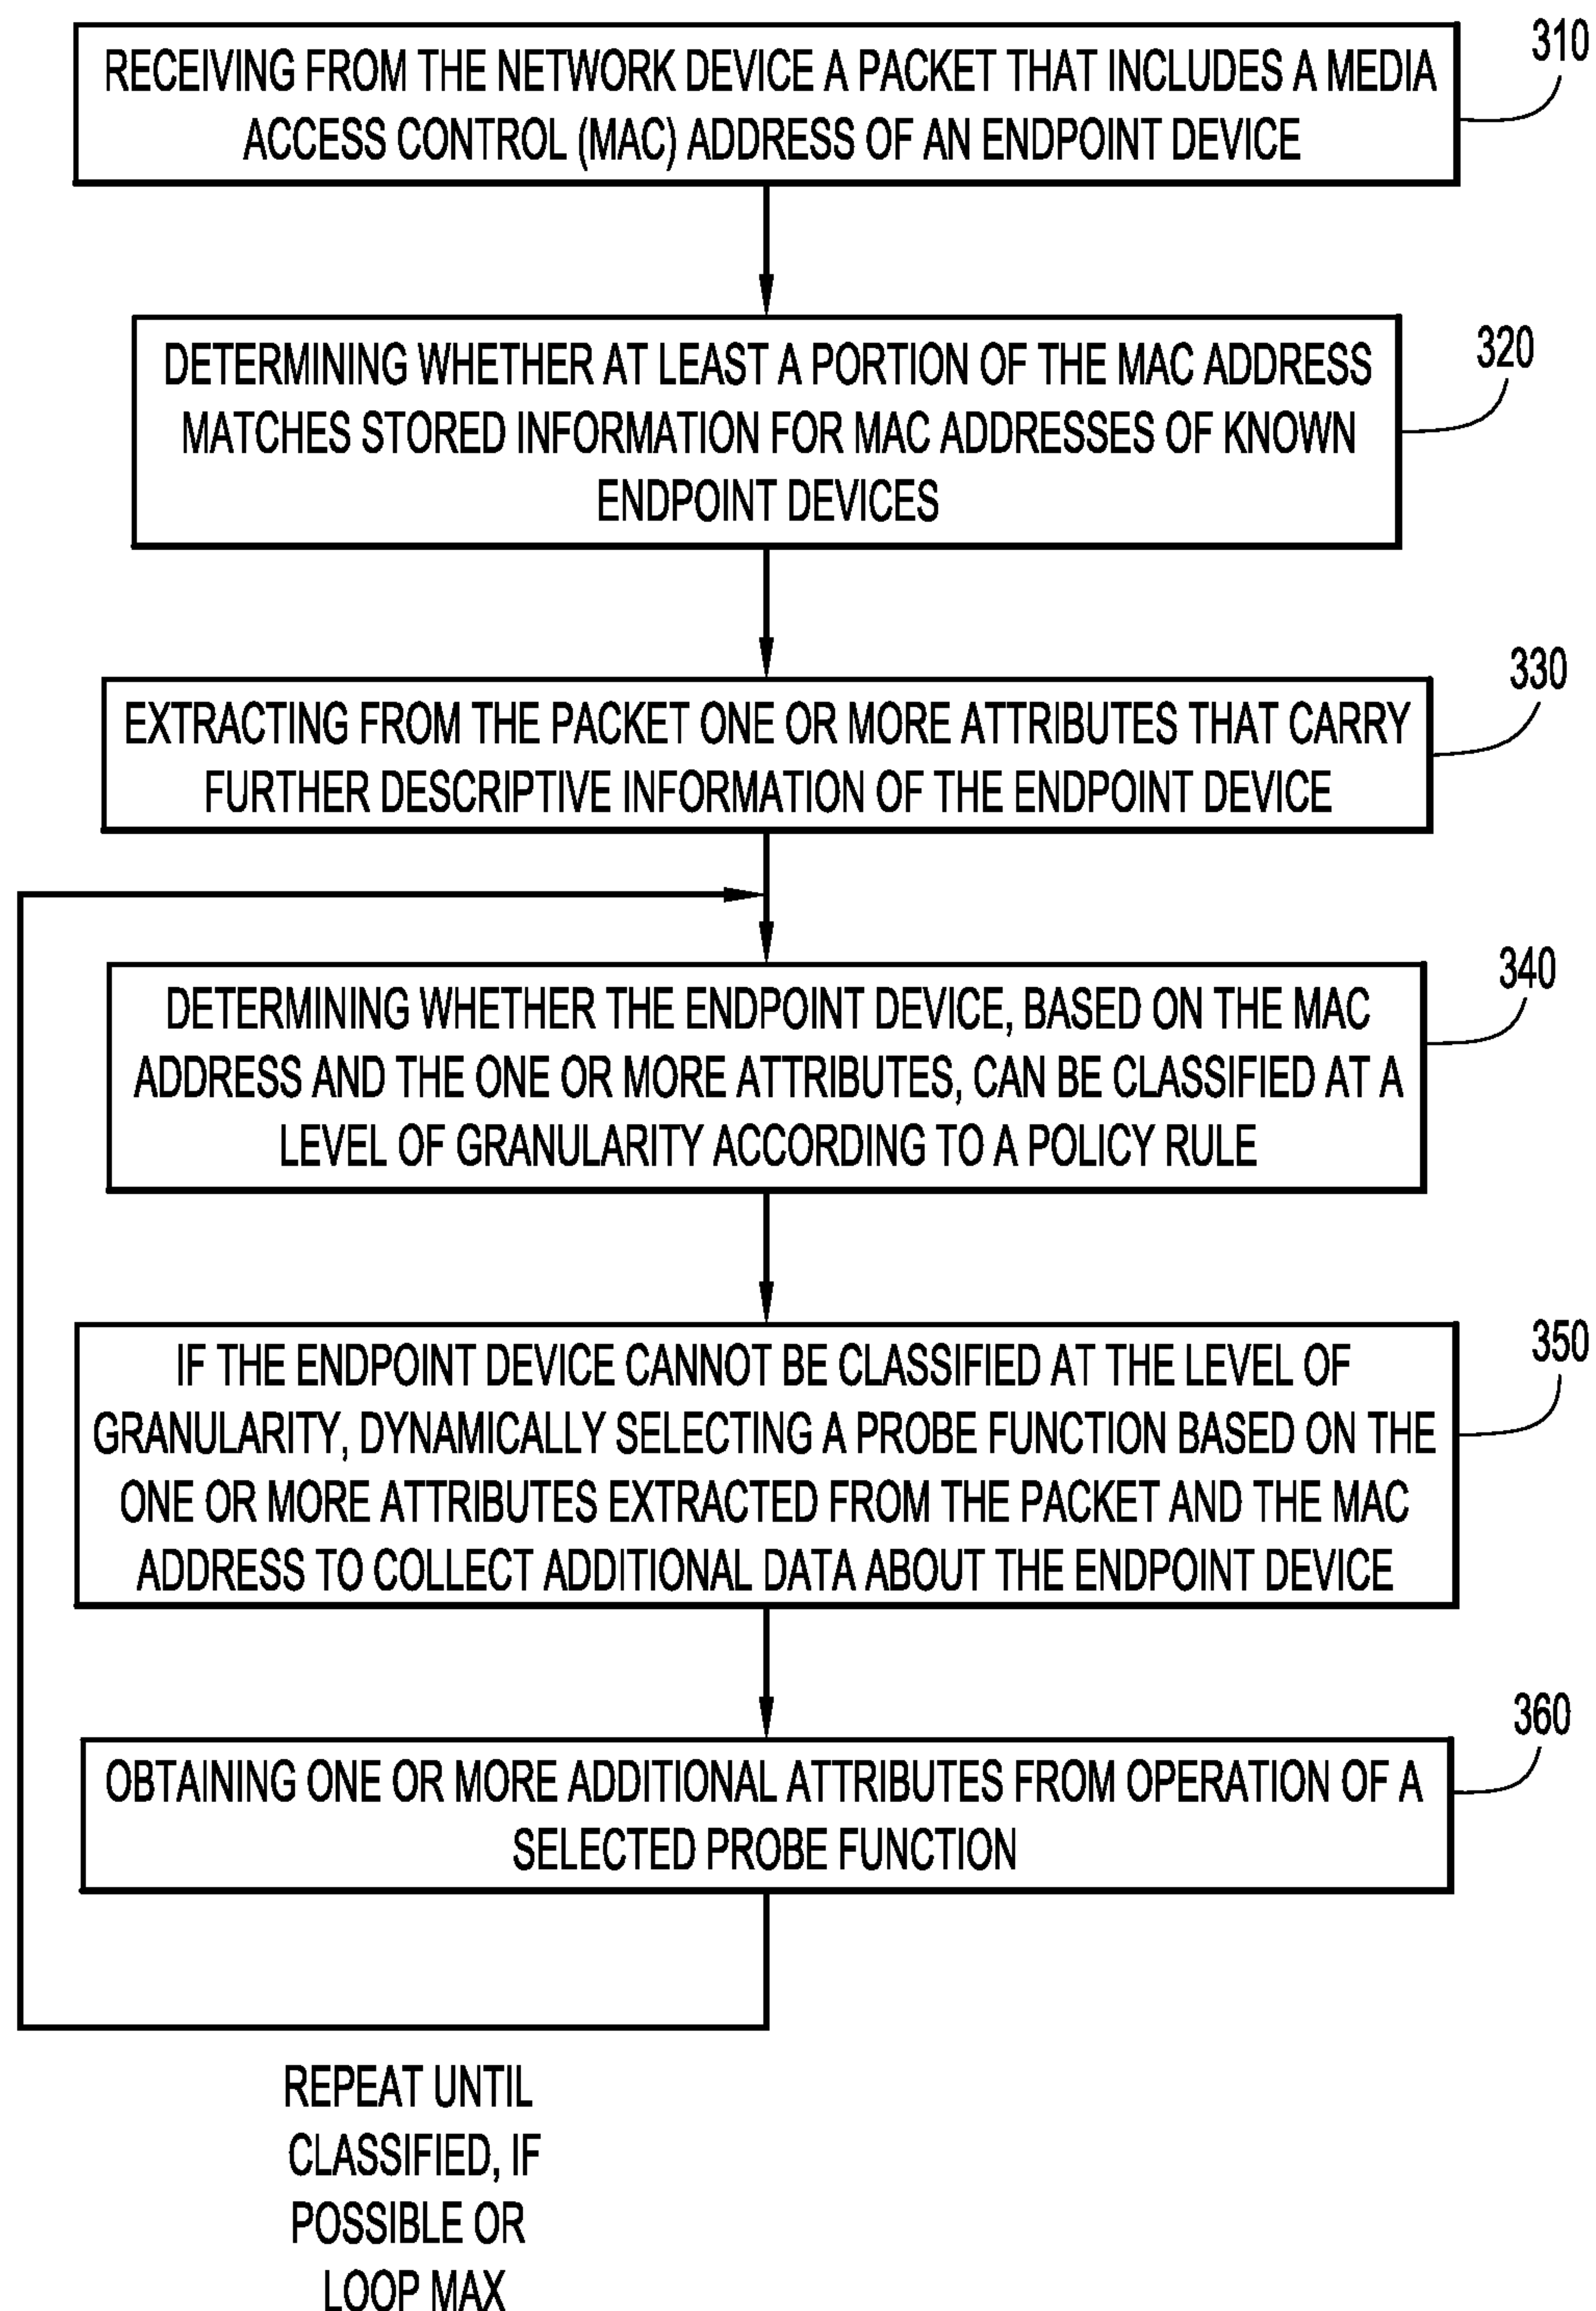 310
RECEIVING FROM THE NETWORK DEVICE A PACKET THAT INCLUDES A MEDIA
ACCESS CONTROL (MAC) ADDRESS OF AN ENDPOINT DEVICE
320
DETERMINING WHETHER AT LEAST A PORTION OF THE MAC ADDRESS
MATCHES STORED INFORMATION FOR MAC ADDRESSES OF KNOWN
ENDPOINT DEVICES
330
EXTRACTING FROM THE PACKET ONE OR MORE ATTRIBUTES THAT CARRY
FURTHER DESCRIPTIVE INFORMATION OF THE ENDPOINT DEVICE
340
DETERMINING WHETHER THE ENDPOINT DEVICE, BASED ON THE MAC
ADDRESS AND THE ONE OR MORE ATTRIBUTES, CAN BE CLASSIFIED AT A
LEVEL OF GRANULARITY ACCORDING TO A POLICY RULE
350
IF THE ENDPOINT DEVICE CANNOT BE CLASSIFIED AT THE LEVEL OF
GRANULARITY, DYNAMICALLY SELECTING A PROBE FUNCTION BASED ON THE
ONE OR MORE ATTRIBUTES EXTRACTED FROM THE PACKET AND THE MAC
ADDRESS TO COLLECT ADDITIONAL DATA ABOUT THE ENDPOINT DEVICE
360
OBTAINING ONE OR MORE ADDITIONAL ATTRIBUTES FROM OPERATION OF A
SELECTED PROBE FUNCTION
REPEAT UNTIL
CLASSIFIED, IF
POSSIBLE OR
LOOP MAX